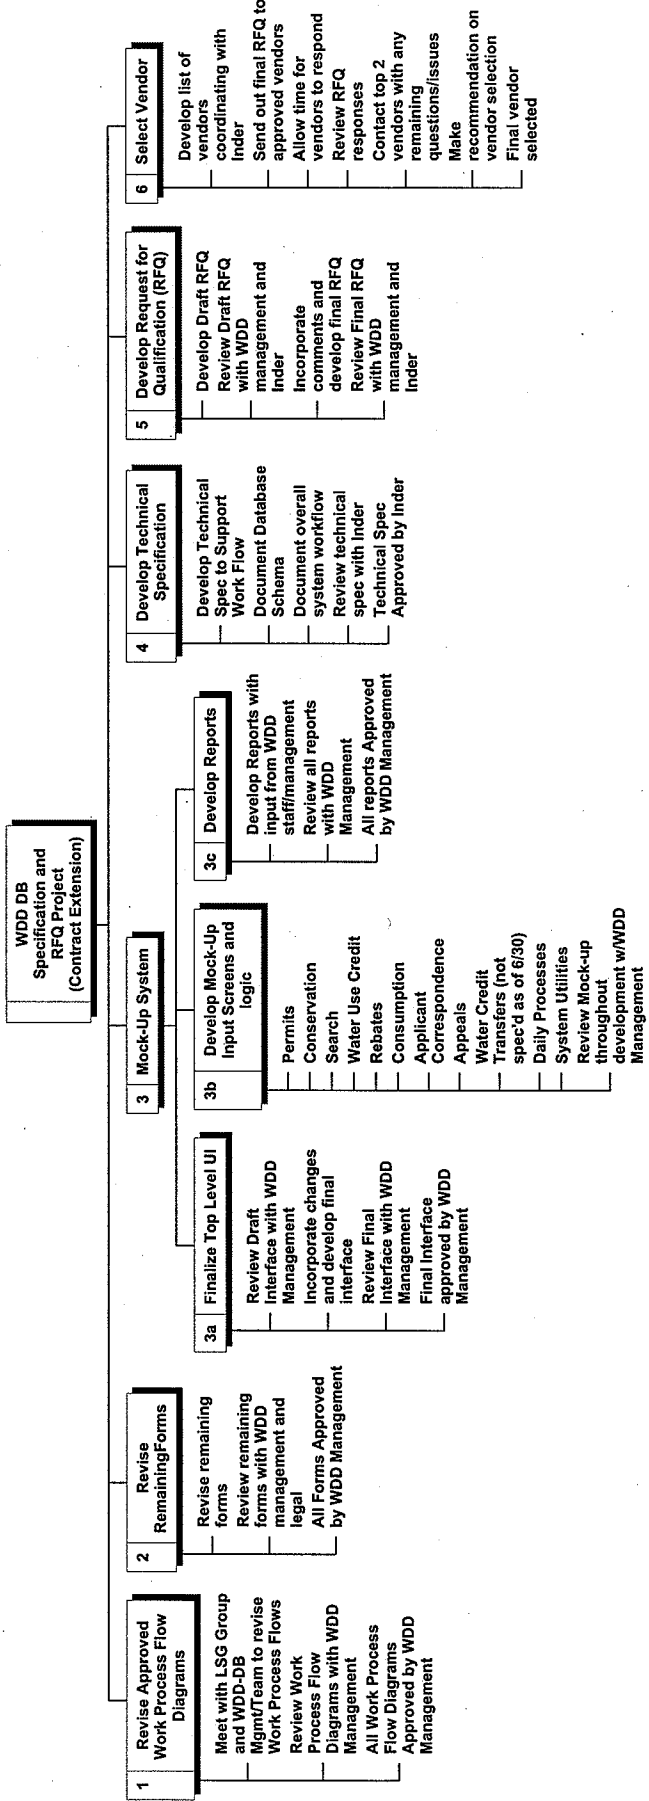 WDD DB
Specification and
RFQ Project
(Contract Extension)
1
Revise Approved
Work Process Flow
Diagrams
Meet with LSG Group
and WDD-DB
Mgmt/Team to revise
Work Process Flows
Review Work
Process Flow
Diagrams with WDD
Management
All Work Process
Flow Diagrams
Approved by WDD
Management
2
Revise
RemainingForms
Revise remaining
forms
Review remaining
forms with WDD
management and
legal
All Forms Approved
by WDD Management
3
Mock-Up System
3a
Finalize Top Level UI
Review Draft
Interface with WDD
Management
Incorporate changes
and develop final
interface
Review Final
Interface with WDD
Management
Final Interface
approved by WDD
Management
3b
Develop Mock-Up
Input Screens and
logic
Permits
Conservation
Search
Water Use Credit
Rebates
Consumption
Applicant
Correspondence
Appeals
Water Credit
Transfers (not
spec'd as of 6/30)
Daily Processes
System Utilities
Review Mock-up
throughout
development w/WDD
Management
3c
Develop Reports
Develop Reports with
input from WDD
staff/management
Review all reports
with WDD
Management
All reports Approved
by WDD Management
4
Develop Technical
Specification
Develop Technical
Spec to Support
Work Flow
Document Database
Schema
Document overall
system workflow
Review technical
spec with Inder
Technical Spec
Approved by Inder
5
Develop Request for
Qualification (RFQ)
Develop Draft RFQ
Review Draft RFQ
with WDD
management and
Inder
Incorporate
comments and
develop final RFQ
Review Final RFQ
with WDD
management and
Inder
6
Select Vendor
Develop list of
vendors
coordinating with
Inder
Send out final RFQ to
approved vendors
Allow time for
vendors to respond
Review RFQ
responses
Contact top 2
vendors with any
remaining
questions/issues
Make
recommendation on
vendor selection
Final vendor
selected